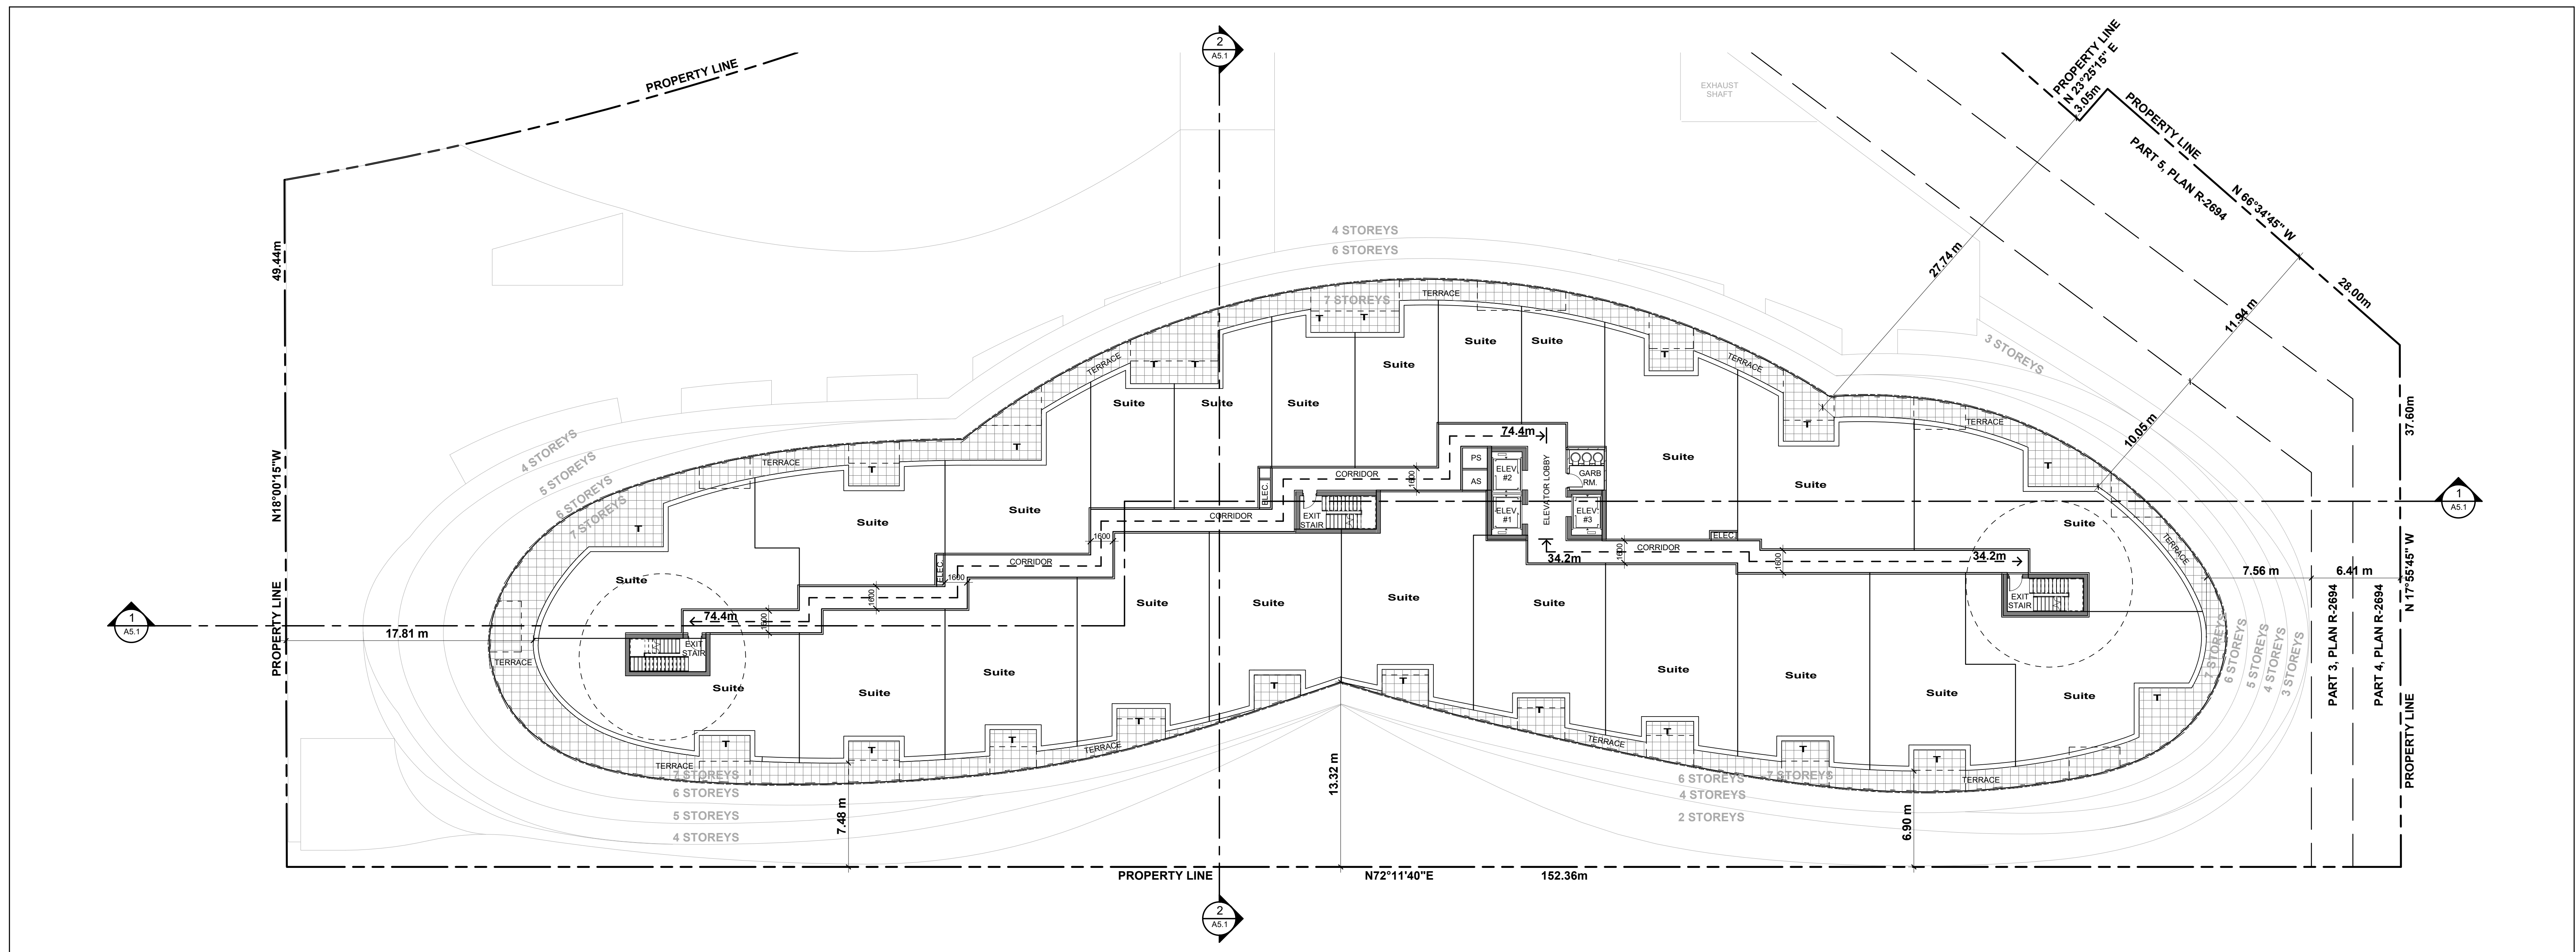 2
A5.1
PROPERTY LINE
PROPERTY LINE
N 23°25'15" E
3.05m
EXHAUST
SHAFT
PROPERTY LINE
PART 5, PLAN R-2694
N 66°34'45" W
28.00m
49.44m
N18°00'15"W
PROPERTY LINE
4 STOREYS
6 STOREYS
7 STOREYS
27.74 m
11.94 m
10.05 m
3 STOREYS
37.60m
N 17°55'45" W
PROPERTY LINE
TERRACE
T
T
TERRACE
T
T
T
TERRACE
T
T
TERRACE
T
TERRACE
T
T
TERRACE
4 STOREYS
5 STOREYS
6 STOREYS
7 STOREYS
Suite
Suite
Suite
Suite
Suite
Suite
Suite
Suite
Suite
Suite
Suite
Suite
Suite
74.4m
CORRIDOR
1600
PS
AS
ELEV.
#2
ELEV.
#1
ELEVATOR LOBBY
GARB
RM.
ELEV.
#3
ELEC.
CORRIDOR
EXIT
STAIR
1600
ELEC.
CORRIDOR
1600
1600
74.4m
1600
EXIT
STAIR
34.2m
1600
CORRIDOR
ELEC.
1600
34.2m
EXIT
STAIR
1
A5.1
1
A5.1
17.81 m
TERRACE
7.56 m
6.41 m
PART 3, PLAN R-2694
PART 4, PLAN R-2694
7 STOREYS
6 STOREYS
5 STOREYS
4 STOREYS
3 STOREYS
Suite
Suite
Suite
Suite
Suite
Suite
Suite
Suite
Suite
Suite
Suite
T
T
T
T
T
T
T
T
T
T
T
TERRACE
TERRACE
TERRACE
TERRACE
7 STOREYS
6 STOREYS
5 STOREYS
4 STOREYS
6 STOREYS
7 STOREYS
4 STOREYS
2 STOREYS
7.48 m
13.32 m
6.90 m
PROPERTY LINE
N72°11'40"E
152.36m
2
A5.1